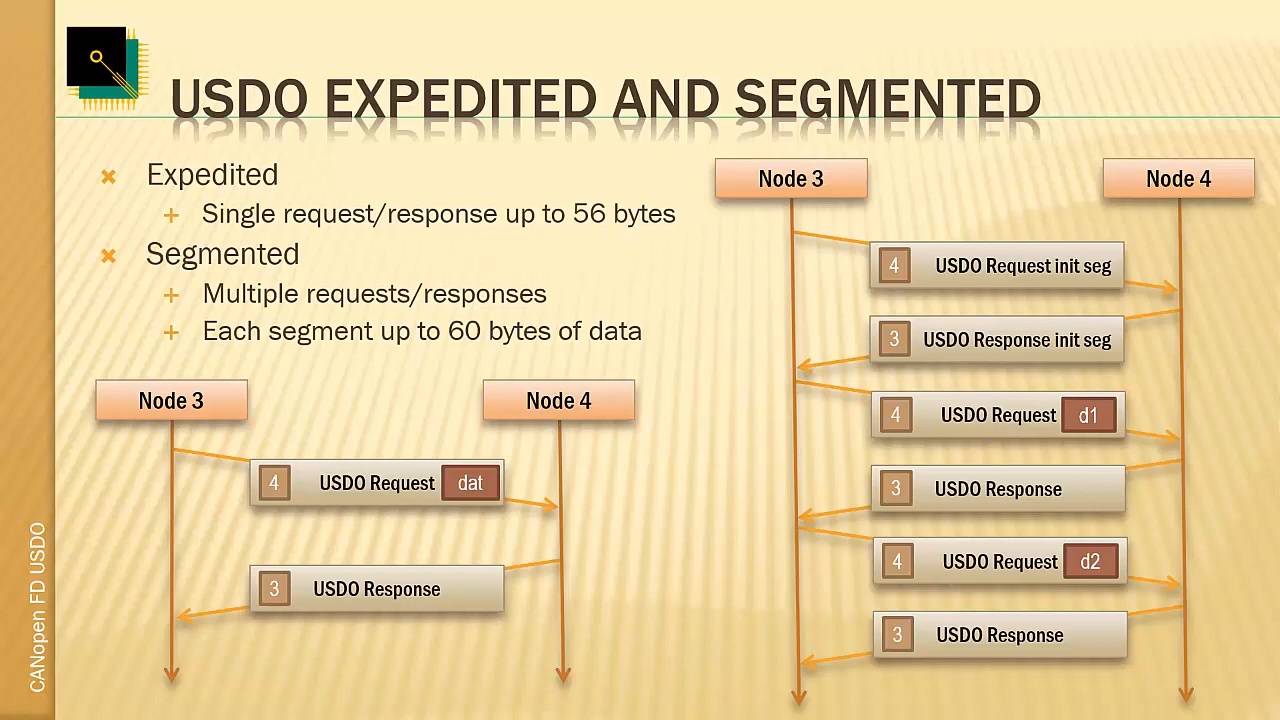 USDO EXPEDITED AND SEGMENTED
Expedited
Single request/response up to 56 bytes
Segmented
Multiple requests/responses
Each segment up to 60 bytes of data
Node 3
Node 4
4 USDO Request dat
3 USDO Response
Node 3
Node 4
4 USDO Request init seg
3 USDO Response init seg
4 USDO Request d1
3 USDO Response
4 USDO Request d2
3 USDO Response
CANopen FD USDO